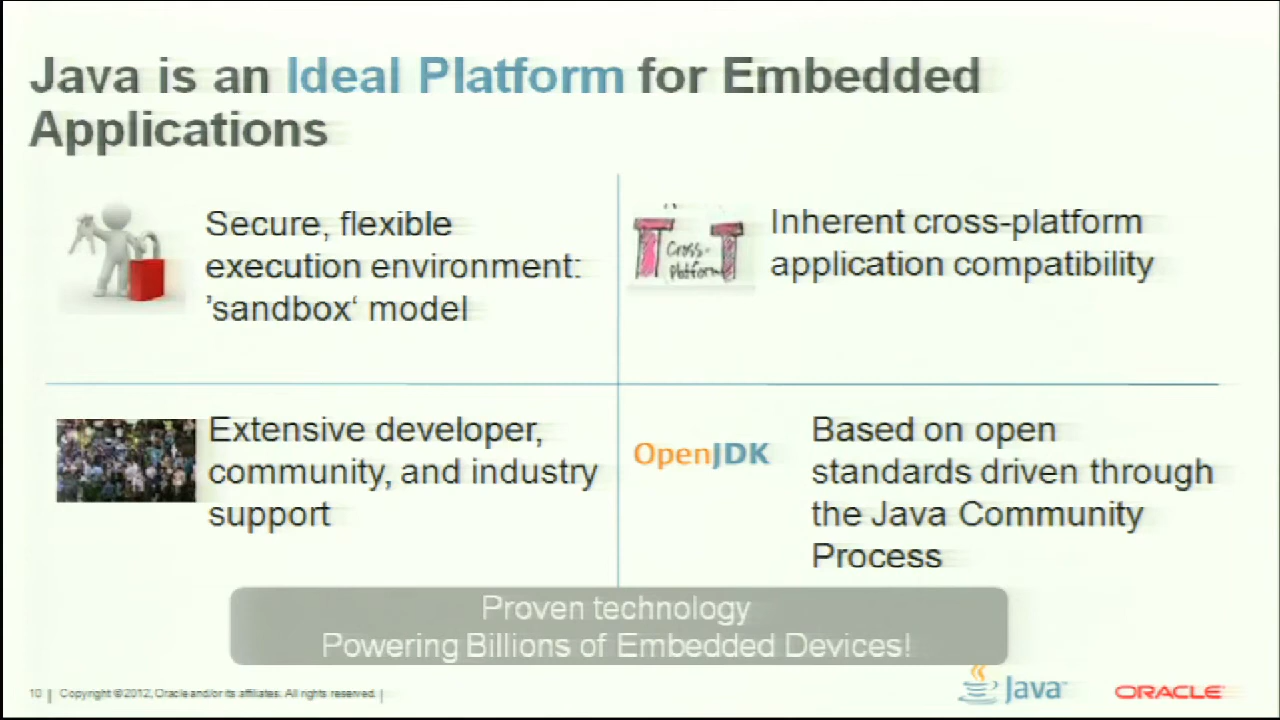 Java is an Ideal Platform for Embedded
Applications
Secure, flexible
execution environment:
’sandbox‘ model
Cross-
platform
Inherent cross-platform
application compatibility
Extensive developer,
community, and industry
support
OpenJDK
Based on open
standards driven through
the Java Community
Process
Proven technology
Powering Billions of Embedded Devices!
10 | Copyright ©2012, Oracle and/or its affiliates. All rights reserved. |
Java™
ORACLE